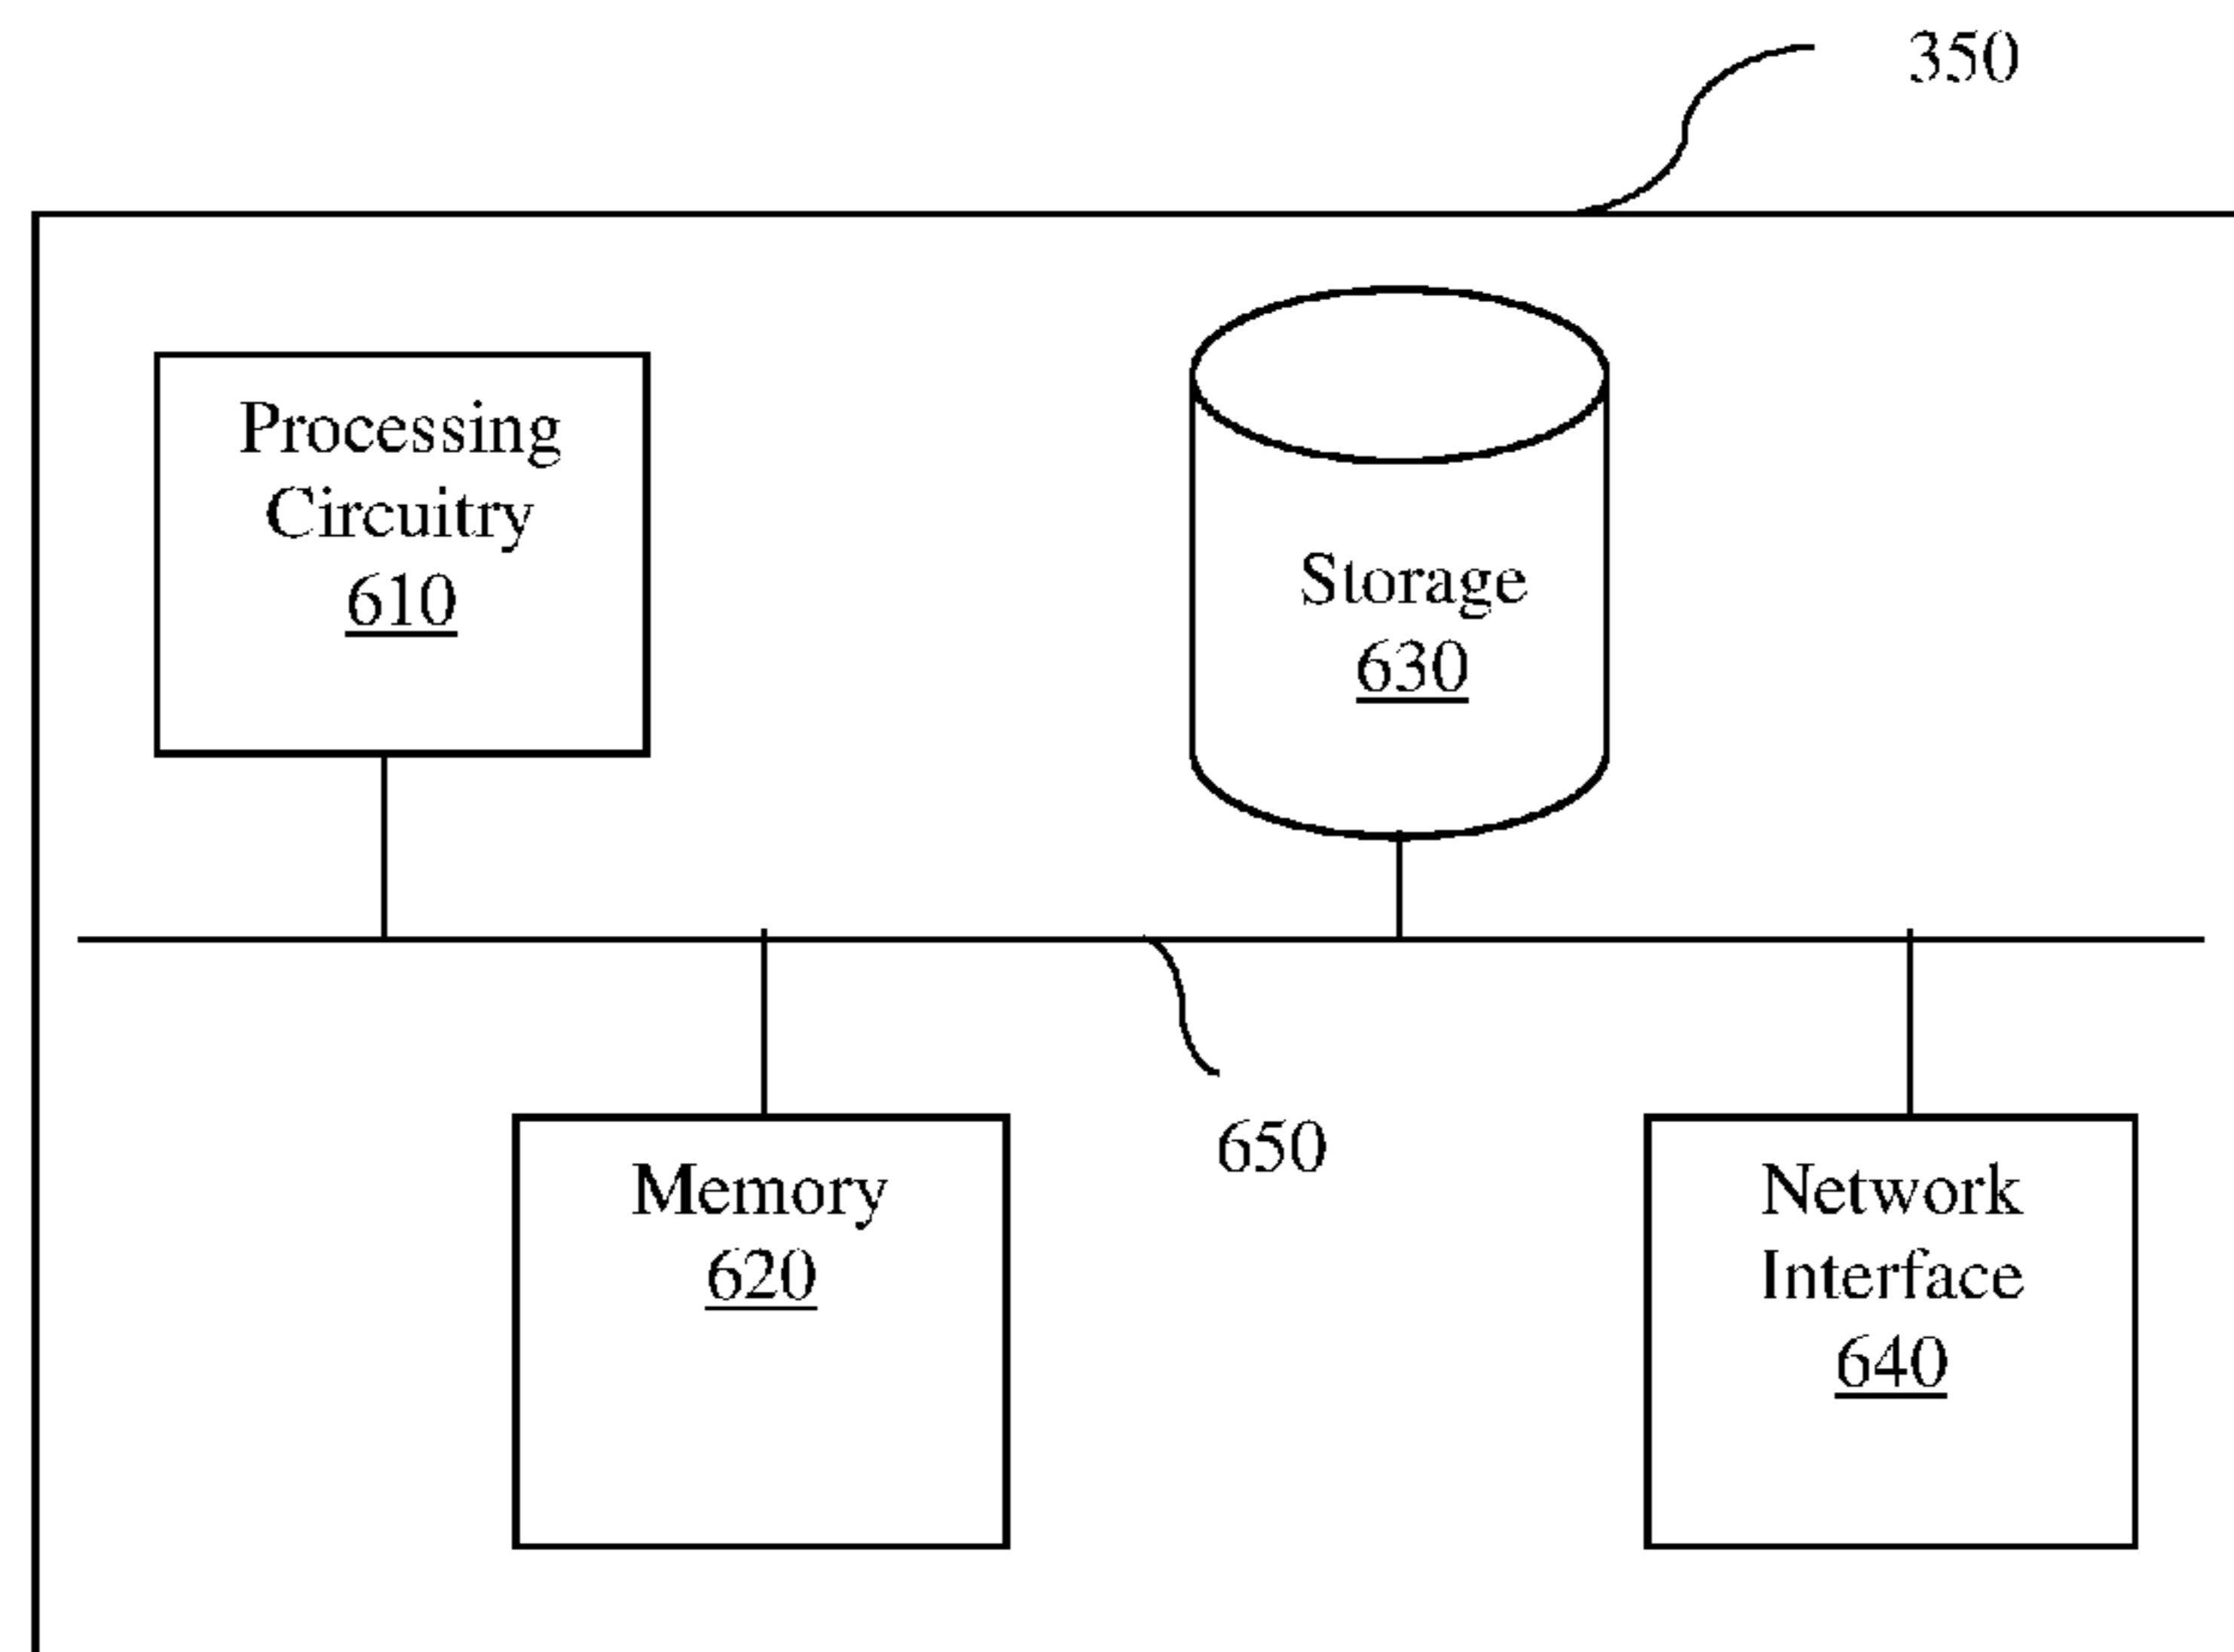 350
Processing
Circuitry
610
Storage
630
650
Memory
620
Network
Interface
640